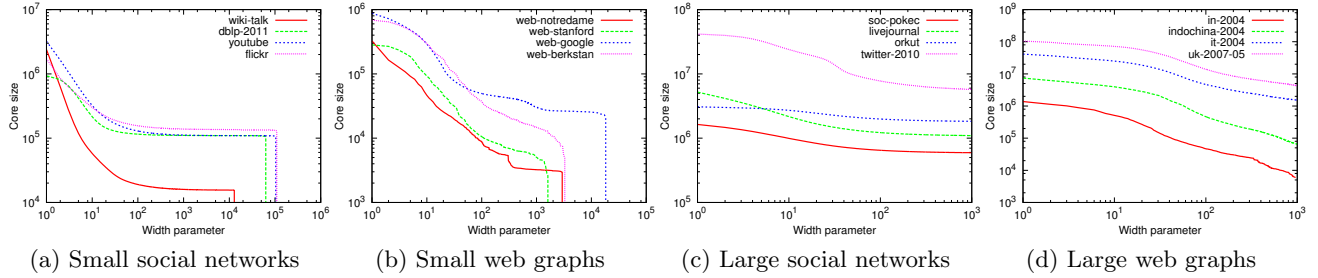 Core size
10^7
10^6
10^5
10^4
10^0 10^1 10^2 10^3 10^4 10^5 10^6
Width parameter
wiki-talk
dblp-2011
youtube
flickr
(a) Small social networks
Core size
10^6
10^5
10^4
10^3
10^0 10^1 10^2 10^3 10^4 10^5
Width parameter
web-notredame
web-stanford
web-google
web-berkstan
(b) Small web graphs
Core size
10^8
10^7
10^6
10^5
10^0 10^1 10^2 10^3
Width parameter
soc-pokec
livejournal
orkut
twitter-2010
(c) Large social networks
Core size
10^9
10^8
10^7
10^6
10^5
10^4
10^3
10^0 10^1 10^2 10^3
Width parameter
in-2004
indochina-2004
it-2004
uk-2007-05
(d) Large web graphs